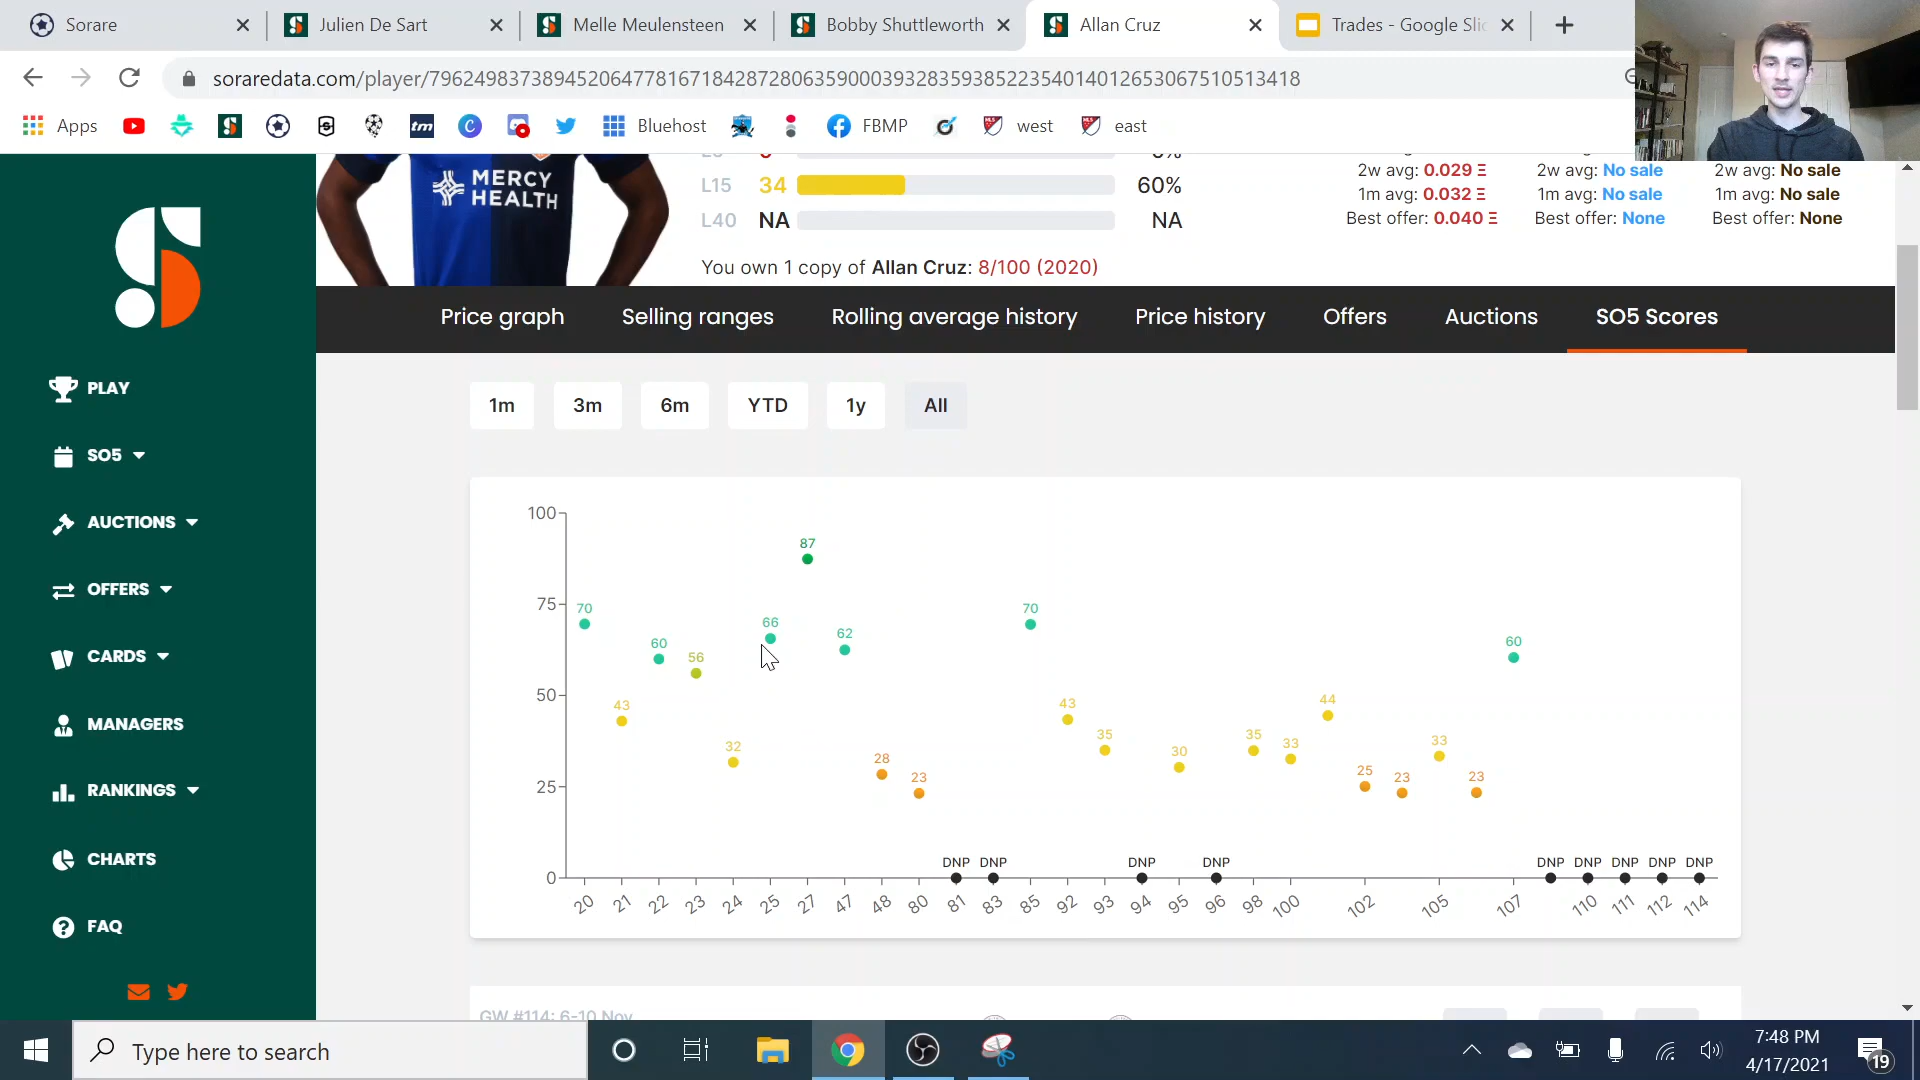 Sorare
Julien De Sart
Melle Meulensteen
Bobby Shuttleworth
Allan Cruz
Trades - Google Slic
soraredata.com/player/79624983738945206477816718428728063590003932835938522354014012653067510513418
Apps
tm
Bluehost
FBMP
west
east
MERCY
HEALTH
L15 34 60%
L40 NA NA
You own 1 copy of Allan Cruz: 8/100 (2020)
2w avg: 0.029 Ξ
1m avg: 0.032 Ξ
Best offer: 0.040 Ξ
2w avg: No sale
1m avg: No sale
Best offer: None
2w avg: No sale
1m avg: No sale
Best offer: None
Price graph
Selling ranges
Rolling average history
Price history
Offers
Auctions
SO5 Scores
PLAY
SO5
AUCTIONS
OFFERS
CARDS
MANAGERS
RANKINGS
CHARTS
FAQ
1m 3m 6m YTD 1y All
100
75
50
25
0
70 43 60 56 32 66 87 62 28 23 DNP DNP 70 43 35 DNP 30 DNP 35 33 44 25 23 33 23 60 DNP DNP DNP DNP DNP
20 21 22 23 24 25 27 47 48 80 81 83 85 92 93 94 95 96 98 100 102 105 107 110 111 112 114
GW #114: 6-10 Nov
Type here to search
7:48 PM
4/17/2021
19